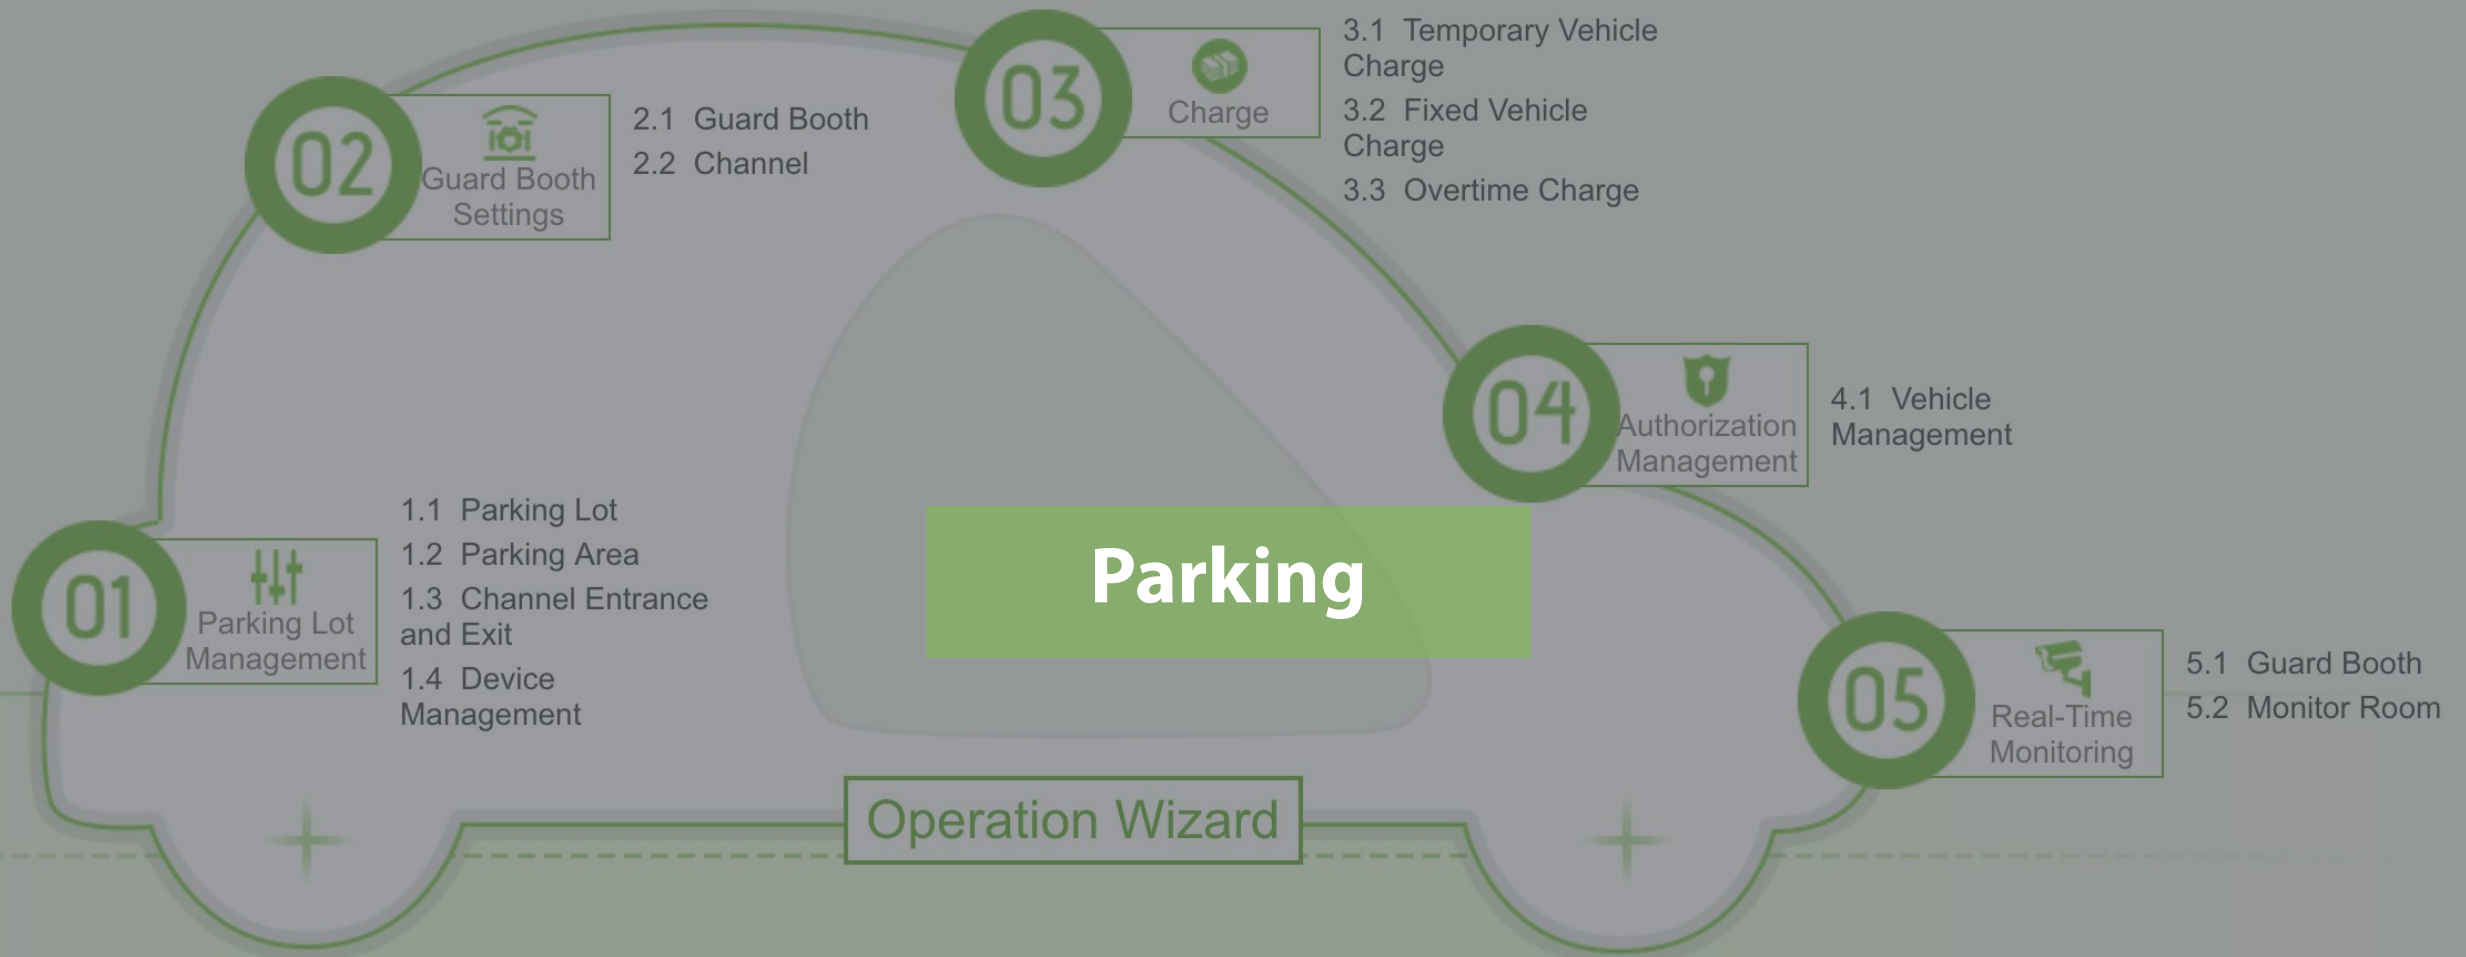 01
Parking Lot
Management
1.1 Parking Lot
1.2 Parking Area
1.3 Channel Entrance
and Exit
1.4 Device
Management
02
Guard Booth
Settings
2.1 Guard Booth
2.2 Channel
03
Charge
3.1 Temporary Vehicle
Charge
3.2 Fixed Vehicle
Charge
3.3 Overtime Charge
04
Authorization
Management
4.1 Vehicle
Management
05
Real-Time
Monitoring
5.1 Guard Booth
5.2 Monitor Room
Parking
Operation Wizard